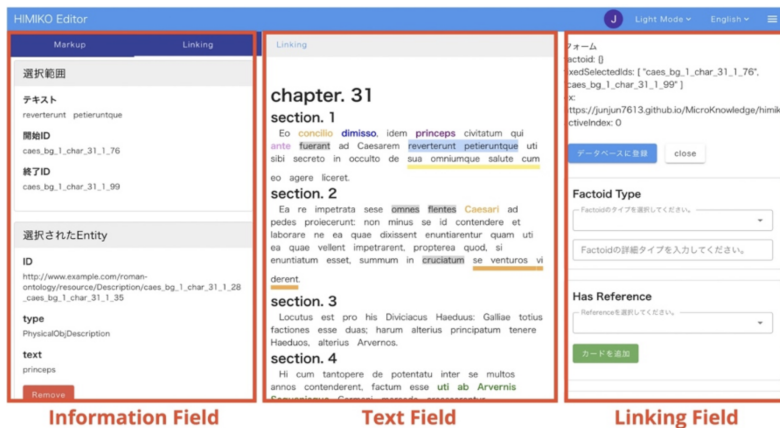 HIMIKO Editor
J
Light Mode
English
Markup
Linking
選択範囲
テキスト
reverterunt petieruntque
開始ID
caes_bg_1_char_31_1_76
終了ID
caes_bg_1_char_31_1_99
選択されたEntity
ID
http://www.example.com/roman-
ontology/resource/Description/caes_bg_1_char_31_1_28
_caes_bg_1_char_31_1_35
type
PhysicalObjDescription
text
princeps
Remove
Information Field
Linking
chapter. 31
section. 1
Eo concilio dimisso, idem princeps civitatum qui
ante fuerant ad Caesarem reverterunt petieruntque uti
sibi secreto in occulto de sua omniumque salute cum
eo agere liceret.
section. 2
Ea re impetrata sese omnes flentes Caesari ad
pedes proiecerunt: non minus se id contendere et
laborare ne ea quae dixissent enuntiarentur quam uti
ea quae vellent impetrarent, propterea quod, si
enuntiatum esset, summum in cruciatum se venturos vi
derent.
section. 3
Locutus est pro his Diviciacus Haeduus: Galliae totius
factiones esse duas; harum alterius principatum tenere
Haeduos, alterius Arvernos.
section. 4
Hi cum tantopere de potentatu inter se multos
annos contenderent, factum esse uti ab Arvernis
Text Field
フォーム
factoid: {}
ixedSelectedIds: [ "caes_bg_1_char_31_1_76",
caes_bg_1_char_31_1_99" ]
ix:
https://junjun7613.github.io/MicroKnowledge/himik
ctiveIndex: 0
データベースに登録
close
Factoid Type
Factoidのタイプを選択してください。
Factoidの詳細タイプを入力してください。
Has Reference
Referenceを選択してください。
カードを追加
Linking Field